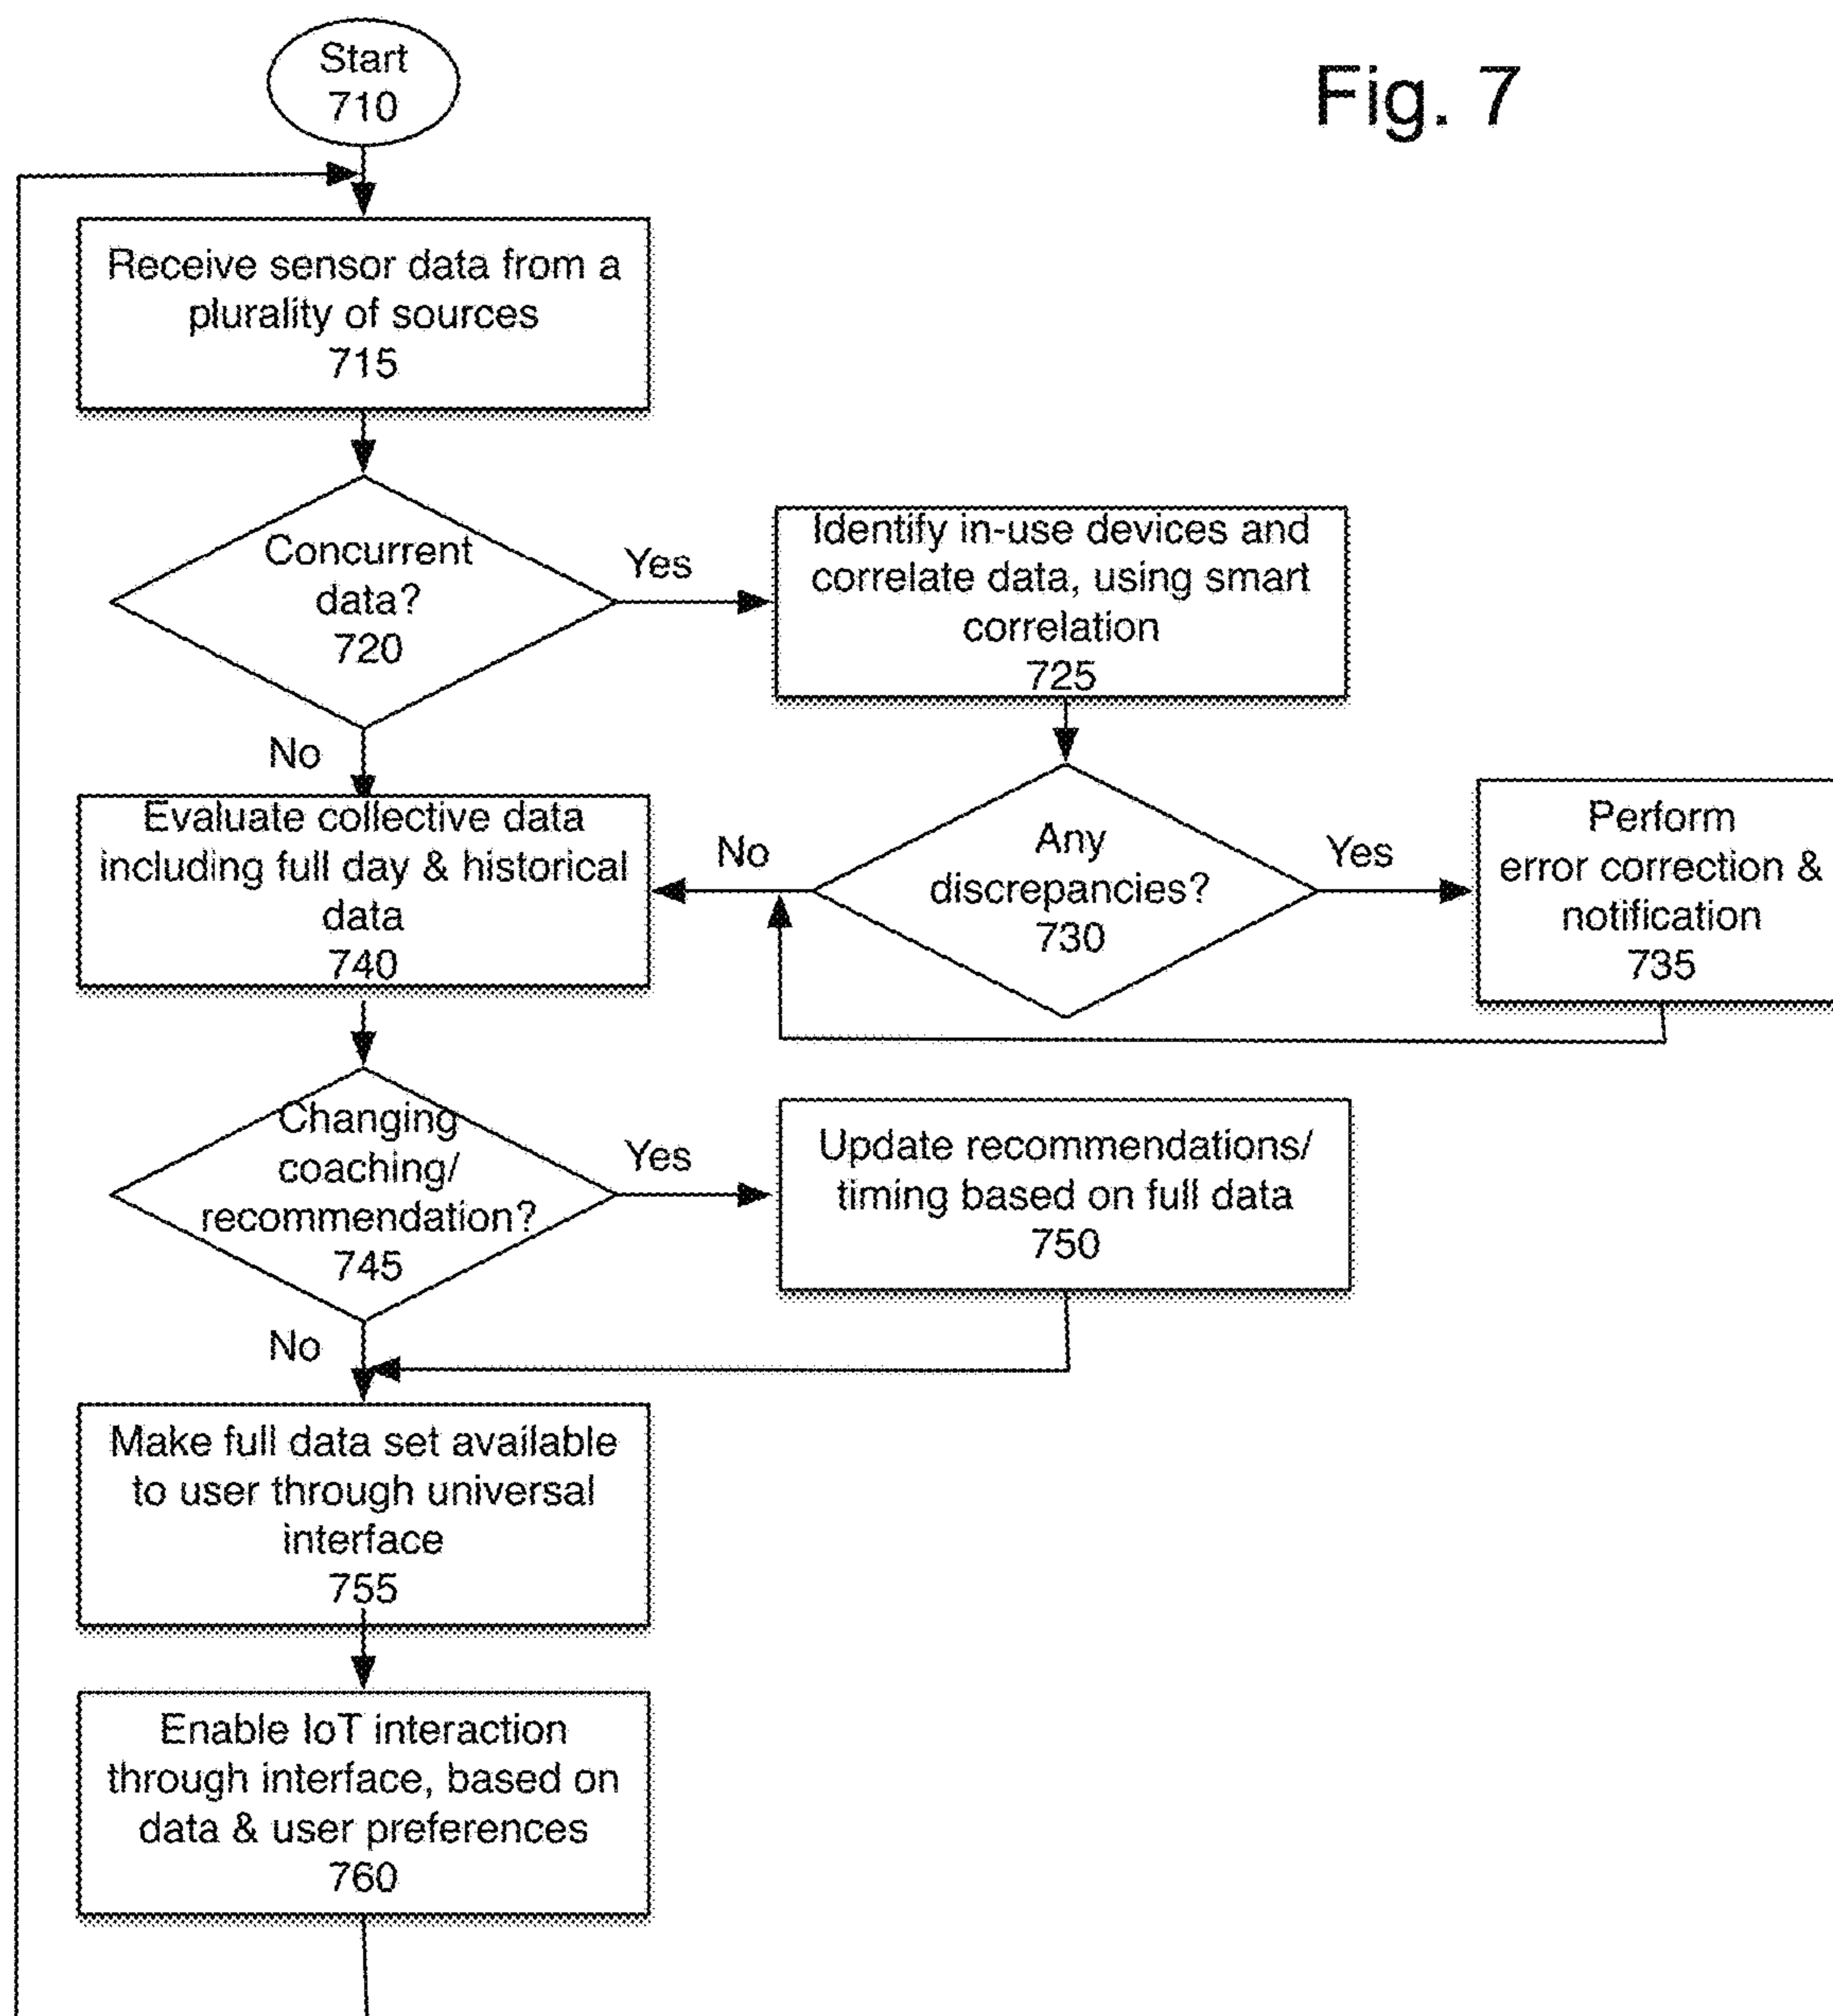 Fig. 7
Start
710
Receive sensor data from a
plurality of sources
715
Concurrent
data?
720
Yes
No
Identify in-use devices and
correlate data, using smart
correlation
725
Any
discrepancies?
730
No
Yes
Perform
error correction &
notification
735
Evaluate collective data
including full day & historical
data
740
Changing
coaching/
recommendation?
745
Yes
No
Update recommendations/
timing based on full data
750
Make full data set available
to user through universal
interface
755
Enable IoT interaction
through interface, based on
data & user preferences
760